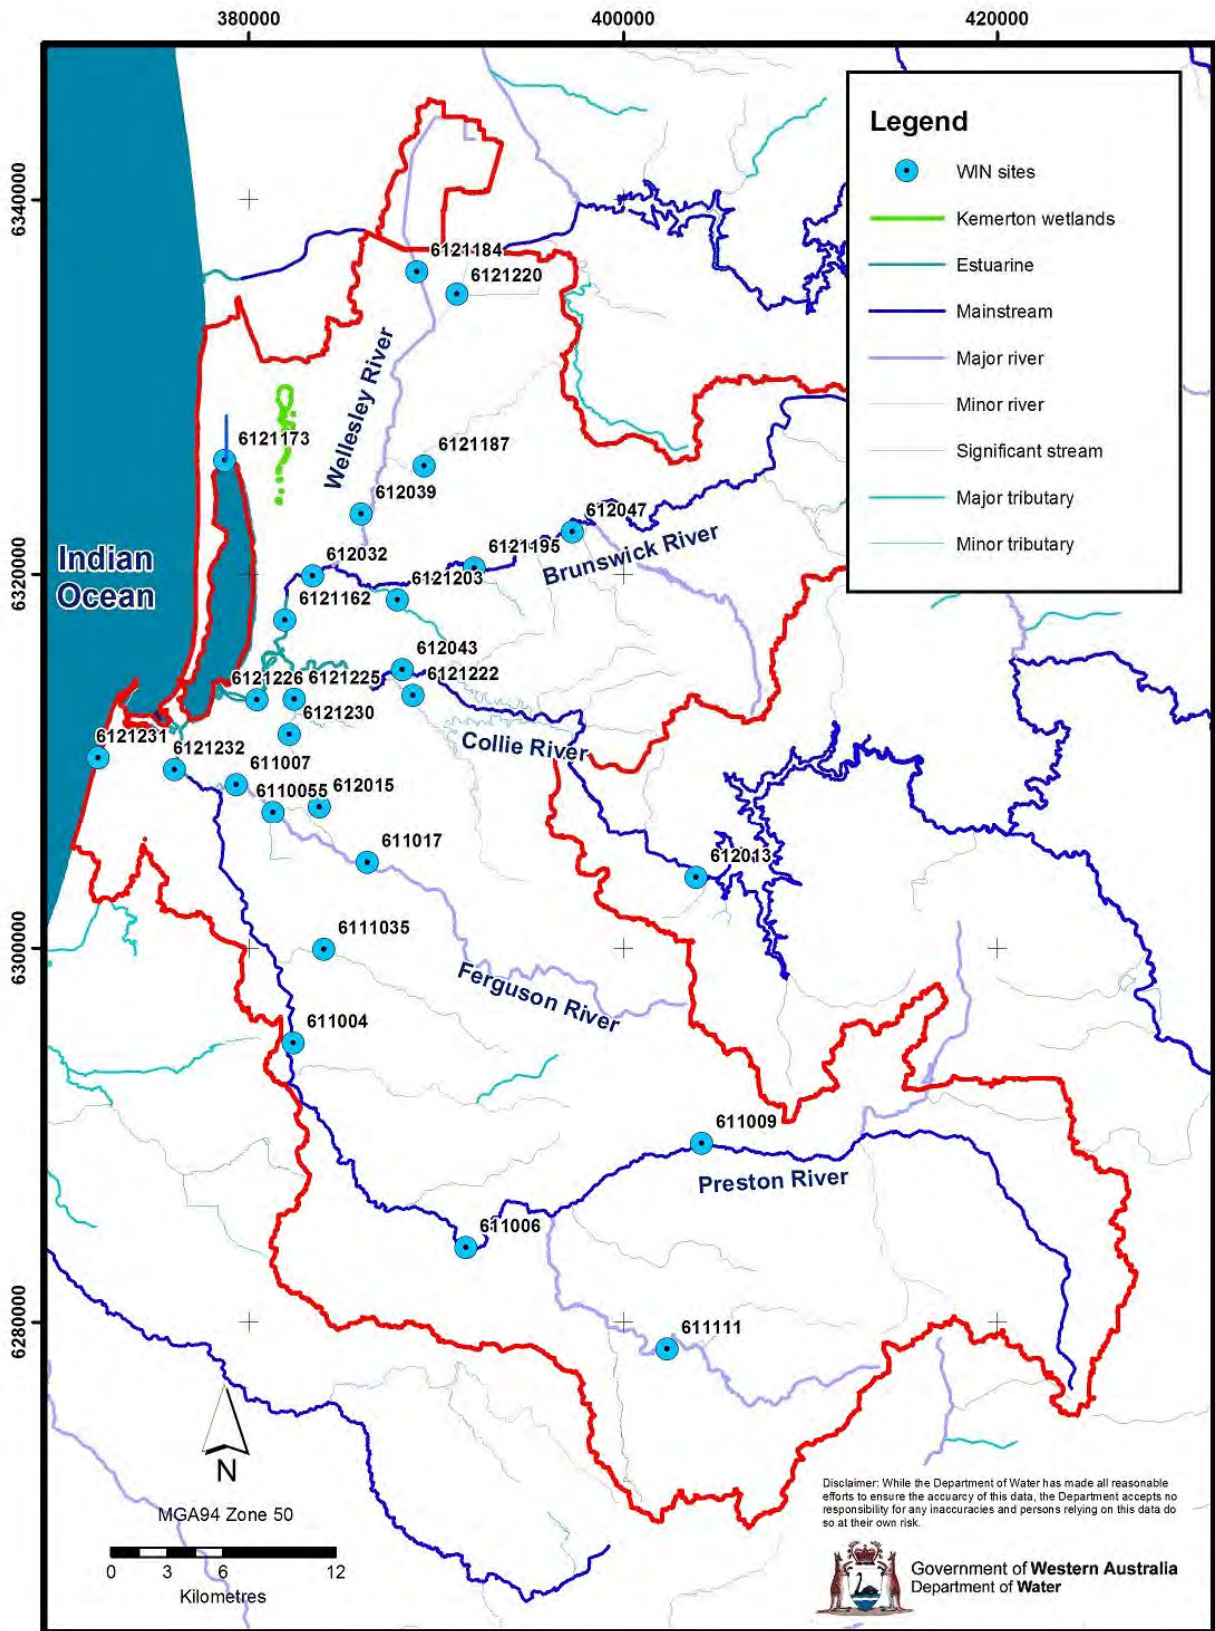 380000
400000
420000
6340000
6320000
6300000
6280000
Legend
WIN sites
Kemerton wetlands
Estuarine
Mainstream
Major river
Minor river
Significant stream
Major tributary
Minor tributary
6121184
6121220
Wellesley River
6121173
6121187
612039
612047
Brunswick River
6121195
612032
6121203
6121162
Indian
Ocean
612043
6121222
6121226
6121225
6121230
Collie River
6121231
6121232
611007
6110055
612015
611017
612013
6111035
Ferguson River
611004
611009
Preston River
611006
611111
N
MGA94 Zone 50
0 3 6 12
Kilometres
Disclaimer: While the Department of Water has made all reasonable
efforts to ensure the accuarcy of this data, the Department accepts no
responsibility for any inaccuracies and persons relying on this data do
so at their own risk.
Government of Western Australia
Department of Water